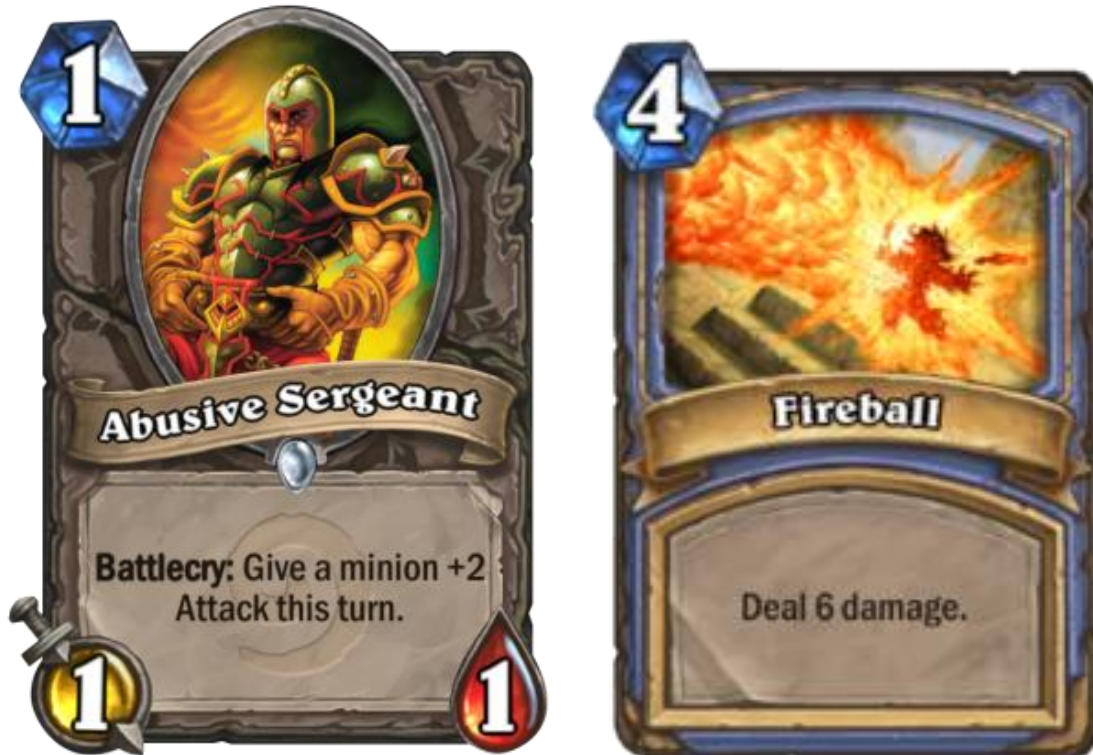 1
Abusive Sergeant
Battlecry: Give a minion +2
Attack this turn.
1
1
4
Fireball
Deal 6 damage.